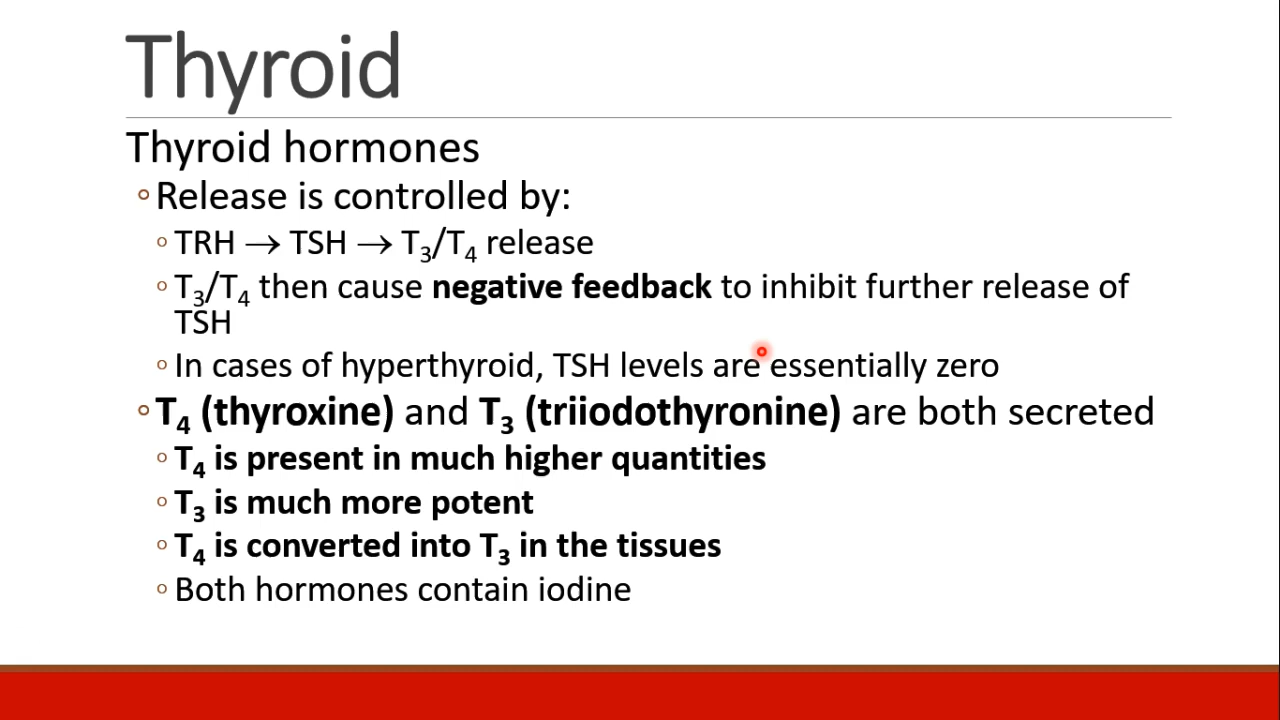 Thyroid
Thyroid hormones
◦Release is controlled by:
◦TRH → TSH → T₃/T₄ release
◦T₃/T₄ then cause negative feedback to inhibit further release of
TSH
◦In cases of hyperthyroid, TSH levels are essentially zero
◦T₄ (thyroxine) and T₃ (triiodothyronine) are both secreted
◦T₄ is present in much higher quantities
◦T₃ is much more potent
◦T₄ is converted into T₃ in the tissues
◦Both hormones contain iodine